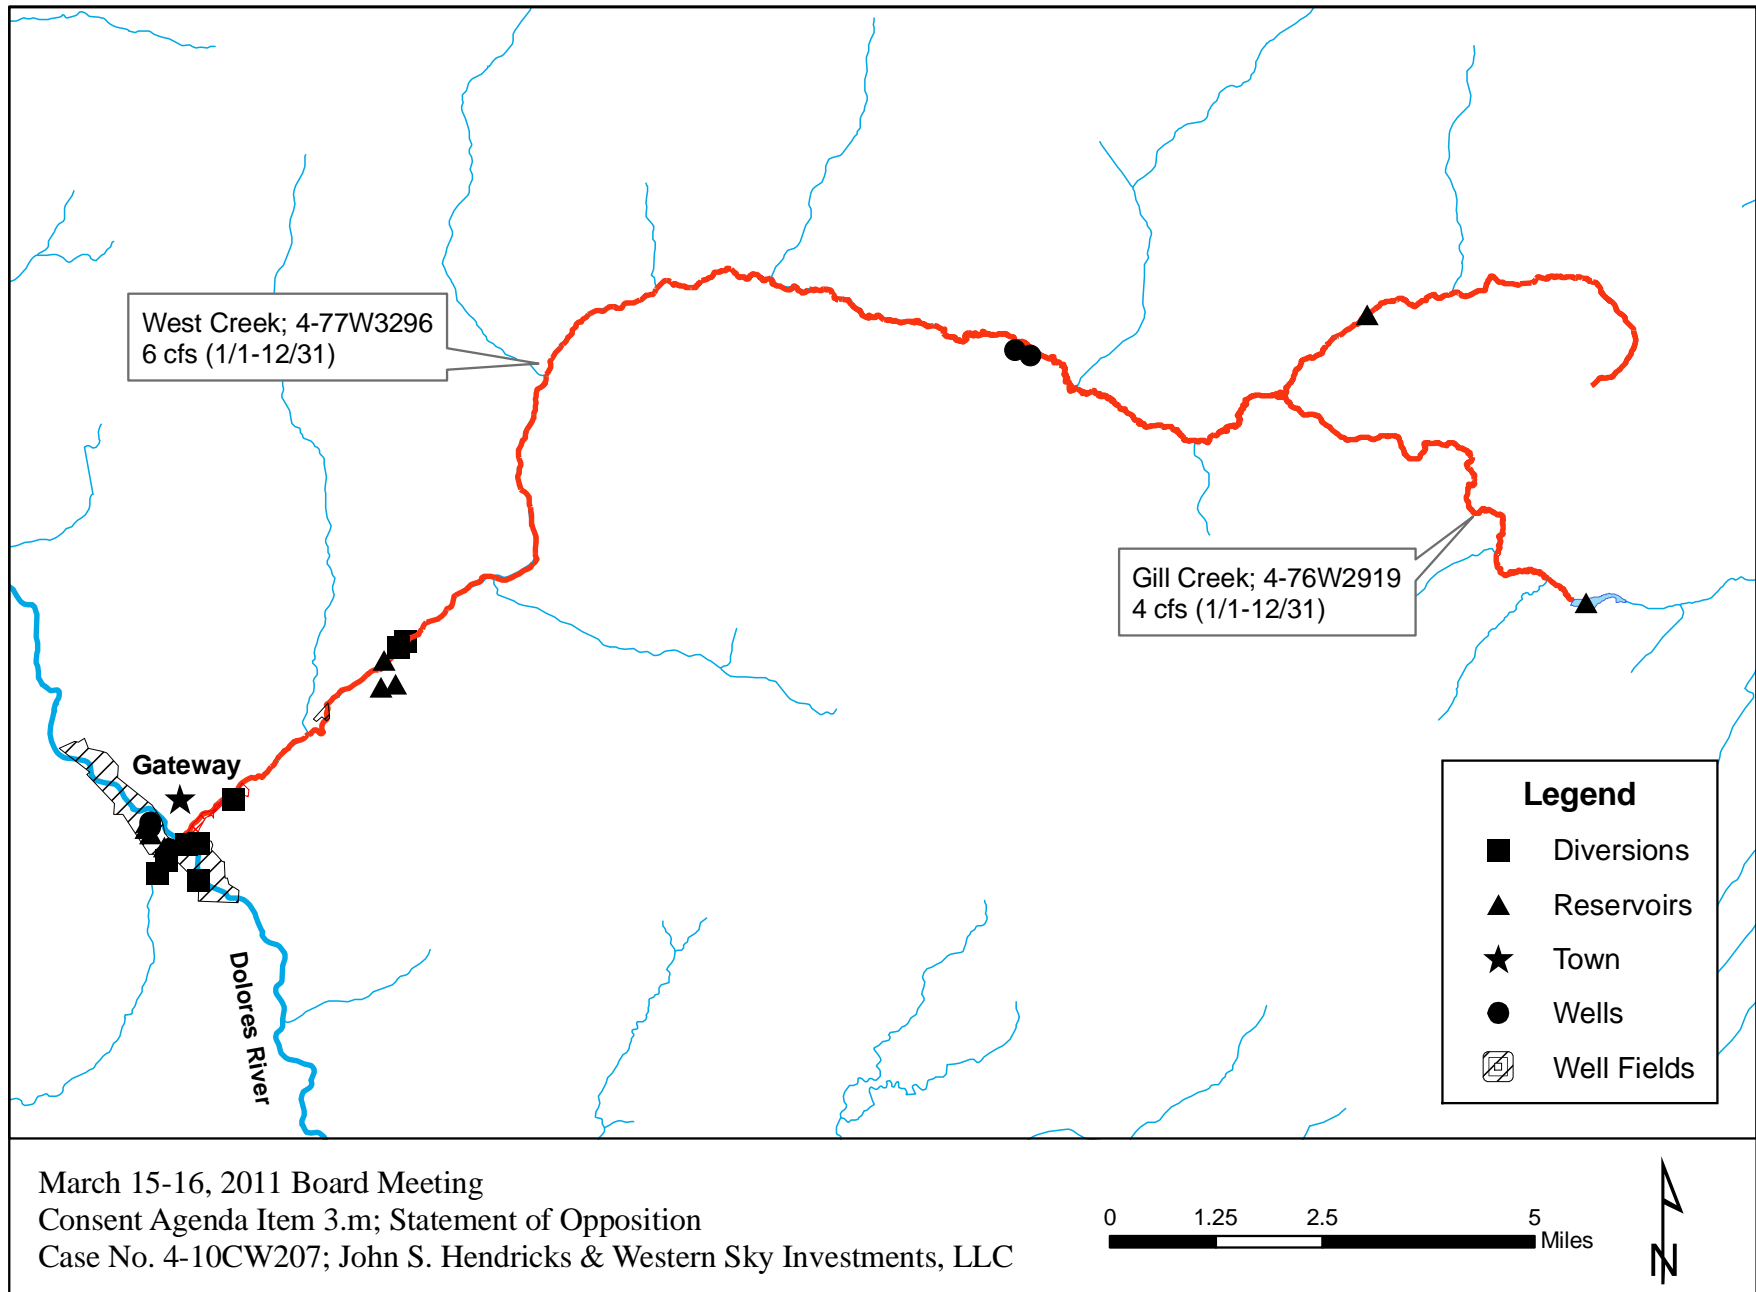 West Creek; 4-77W3296
6 cfs (1/1-12/31)
Gill Creek; 4-76W2919
4 cfs (1/1-12/31)
Gateway
Dolores River
Legend
Diversions
Reservoirs
Town
Wells
Well Fields
March 15-16, 2011 Board Meeting
Consent Agenda Item 3.m; Statement of Opposition
Case No. 4-10CW207; John S. Hendricks & Western Sky Investments, LLC
0 1.25 2.5 5
Miles
N